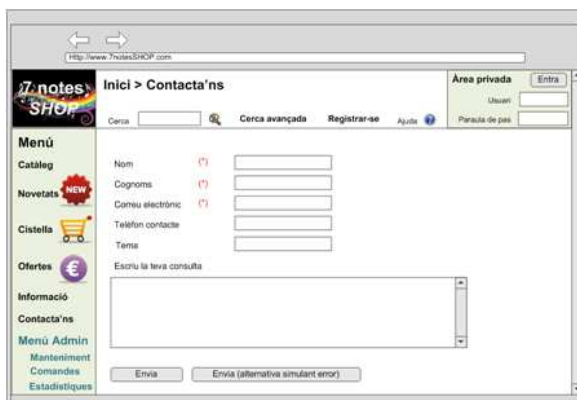 Http://www.7notesSHOP.com
7 notes
SHOP
Inici > Contacta'ns
Àrea privada
Entra
Usuari
Cerca
Cerca avançada
Registrar-se
Ajuda
?
Paraula de pas
Menú
Catàleg
Nom (*)
Cognoms (*)
Novetats NEW
Correu electrònic (*)
Telèfon contacte
Cistella
Tema
Ofertes €
Escriu la teva consulta
Informació
Contacta'ns
Menú Admin
Manteniment
Comandes
Estadístiques
Envia
Envia (alternativa simulant error)